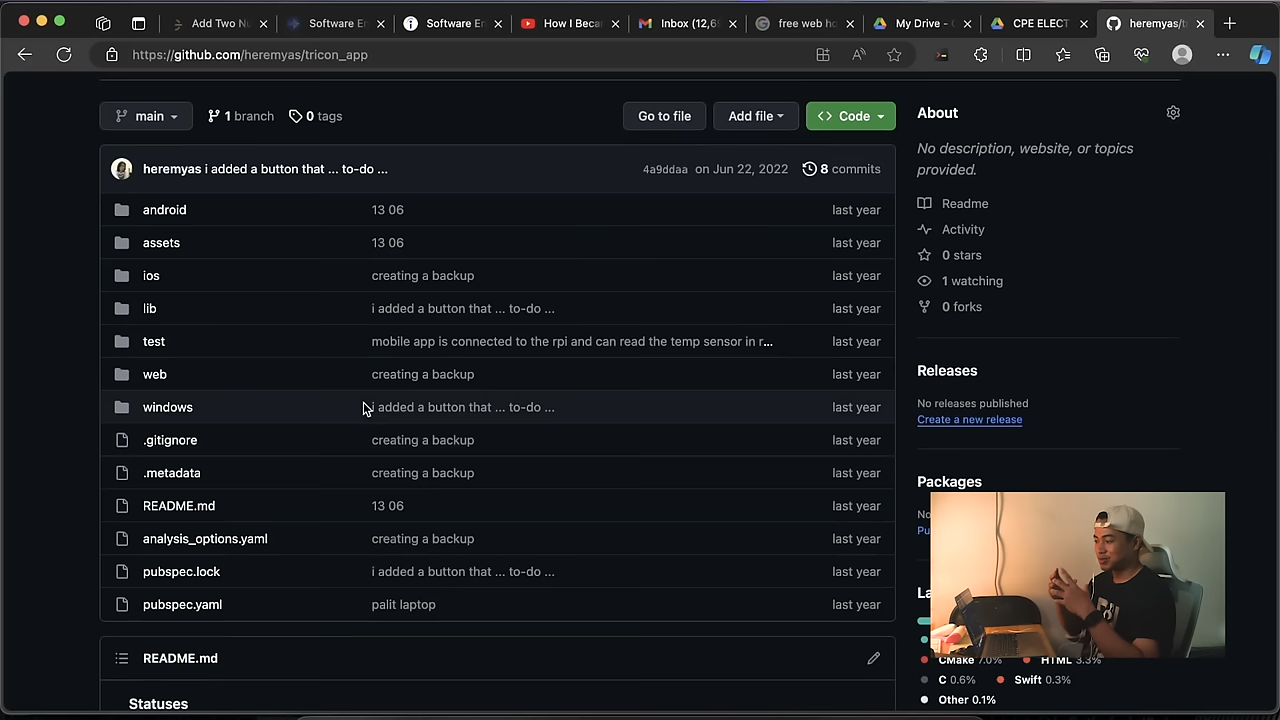 Add Two Nu
Software En
Software En
How I Beca
Inbox (12,69
free web ho
My Drive -
CPE ELECT
heremyas/t
https://github.com/heremyas/tricon_app
main
1 branch
0 tags
Go to file
Add file
Code
heremyas i added a button that ... to-do ...
4a9ddaa on Jun 22, 2022
8 commits
android 13 06 last year
assets 13 06 last year
ios creating a backup last year
lib i added a button that ... to-do ... last year
test mobile app is connected to the rpi and can read the temp sensor in r... last year
web creating a backup last year
windows i added a button that ... to-do ... last year
.gitignore creating a backup last year
.metadata creating a backup last year
README.md 13 06 last year
analysis_options.yaml creating a backup last year
pubspec.lock i added a button that ... to-do ... last year
pubspec.yaml palit laptop last year
README.md
Statuses
About
No description, website, or topics
provided.
Readme
Activity
0 stars
1 watching
0 forks
Releases
No releases published
Create a new release
Packages
No
Pu
La
CMake 7.0% HTML 3.3%
C 0.6% Swift 0.3%
Other 0.1%